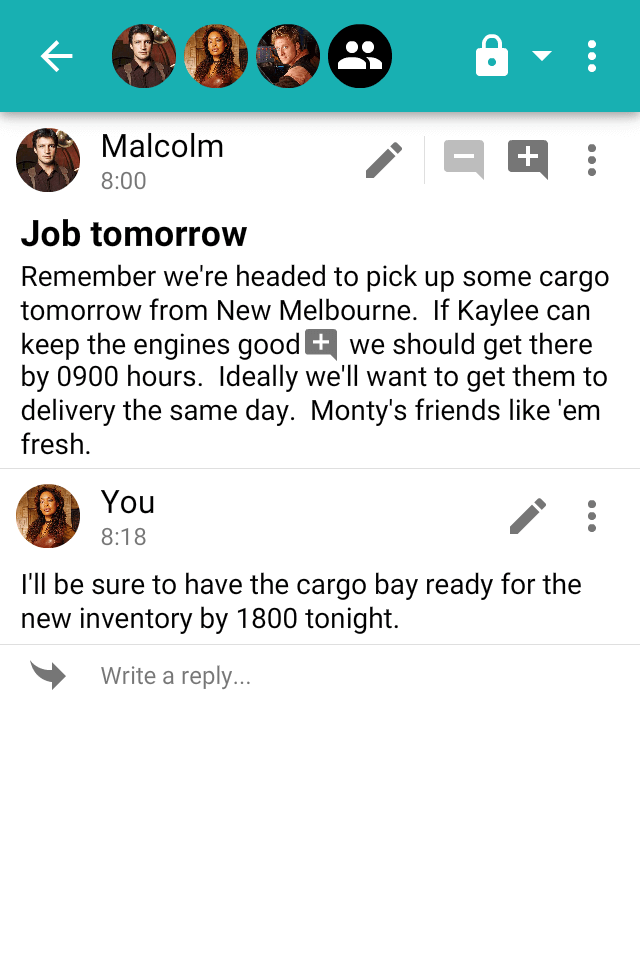 Malcolm
8:00
Job tomorrow
Remember we're headed to pick up some cargo
tomorrow from New Melbourne.  If Kaylee can
keep the engines good we should get there
by 0900 hours.  Ideally we'll want to get them to
delivery the same day.  Monty's friends like 'em
fresh.
You
8:18
I'll be sure to have the cargo bay ready for the
new inventory by 1800 tonight.
Write a reply...